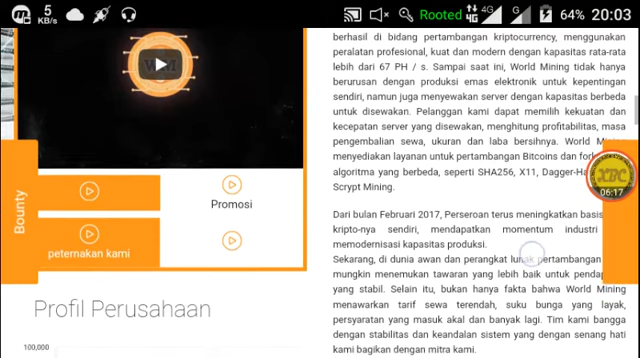 5
KB/s
Rooted
4G
4G
G
64%
20:03
WM
Bounty
Promosi
peternakan kami
Profil Perusahaan
100,000
berhasil di bidang pertambangan kriptocurrency, menggunakan
peralatan profesional, kuat dan modern dengan kapasitas rata-rata
lebih dari 67 PH / s. Sampai saat ini, World Mining tidak hanya
berurusan dengan produksi emas elektronik untuk kepentingan
sendiri, namun juga menyewakan server dengan kapasitas berbeda
untuk disewakan. Pelanggan kami dapat memilih kekuatan dan
kecepatan server yang disewakan, menghitung profitabilitas, masa
pengembalian sewa, ukuran dan laba bersihnya. World
menyediakan layanan untuk pertambangan Bitcoins dan
algoritma yang berbeda, seperti SHA256, X11,
Scrypt Mining.
XBC
06:17
Dari bulan Februari 2017, Perseroan terus meningkatkan basis
kripto-nya sendiri, mendapatkan momentum industri
memodernisasi kapasitas produksi.
Sekarang, di dunia awan dan perangkat lunak pertambangan
mungkin menemukan tawaran yang lebih baik untuk
yang stabil. Selain itu, bukan hanya fakta bahwa World Mining
menawarkan tarif sewa terendah, suku bunga yang layak,
persyaratan yang masuk akal dan banyak lagi. Tim kami bangga
dengan stabilitas dan keandalan sistem yang dengan senang hati
kami bagikan dengan mitra kami.